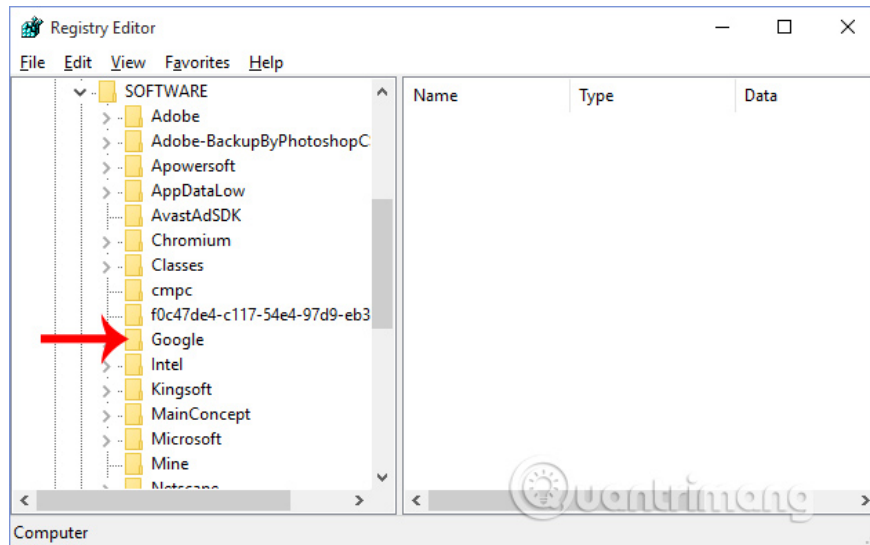 Registry Editor
File Edit View Favorites Help
SOFTWARE
Adobe
Adobe-BackupByPhotoshopC
Apowersoft
AppDataLow
AvastAdSDK
Chromium
Classes
cmpc
f0c47de4-c117-54e4-97d9-eb3
Google
Intel
Kingsoft
MainConcept
Microsoft
Mine
Netscape
Name Type Data
Quantrimang
Computer